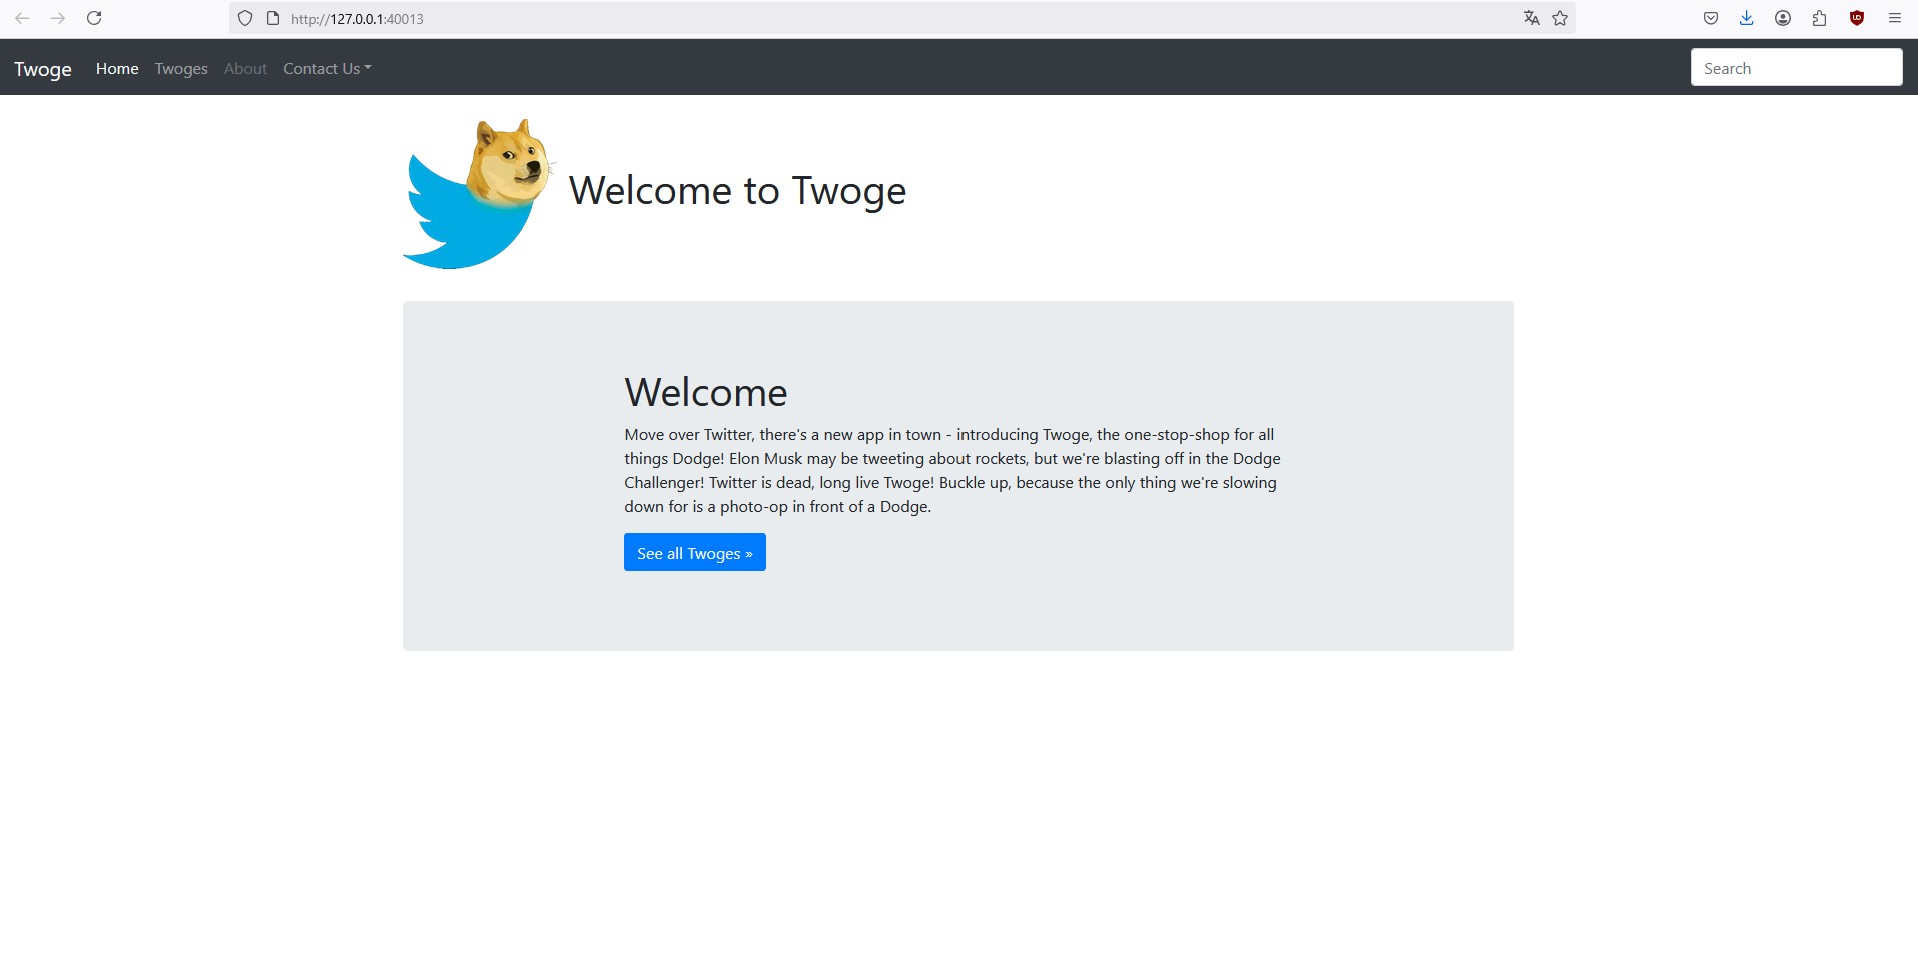 http://127.0.0.1:40013
Twoge Home Twoges About Contact Us Search
Welcome to Twoge
Welcome
Move over Twitter, there's a new app in town - introducing Twoge, the one-stop-shop for all
things Dodge! Elon Musk may be tweeting about rockets, but we're blasting off in the Dodge
Challenger! Twitter is dead, long live Twoge! Buckle up, because the only thing we're slowing
down for is a photo-op in front of a Dodge.
See all Twoges »